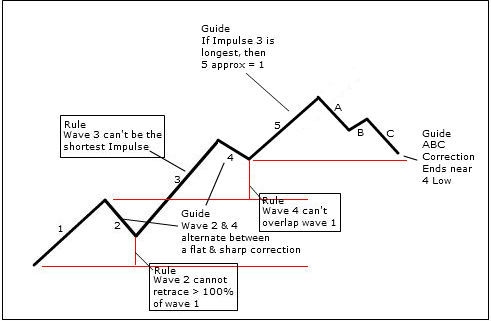 Guide
If Impulse 3 is
longest, then
5 approx = 1
A
Rule
Wave 3 can't be the
shortest Impulse
5
B
C
4
Guide
ABC
Correction
Ends near
4 Low
3
1
2
Guide
Wave 2 & 4
alternate between
a flat & sharp correction
Rule
Wave 4 can't
overlap wave 1
Rule
Wave 2 cannot
retrace > 100%
of wave 1